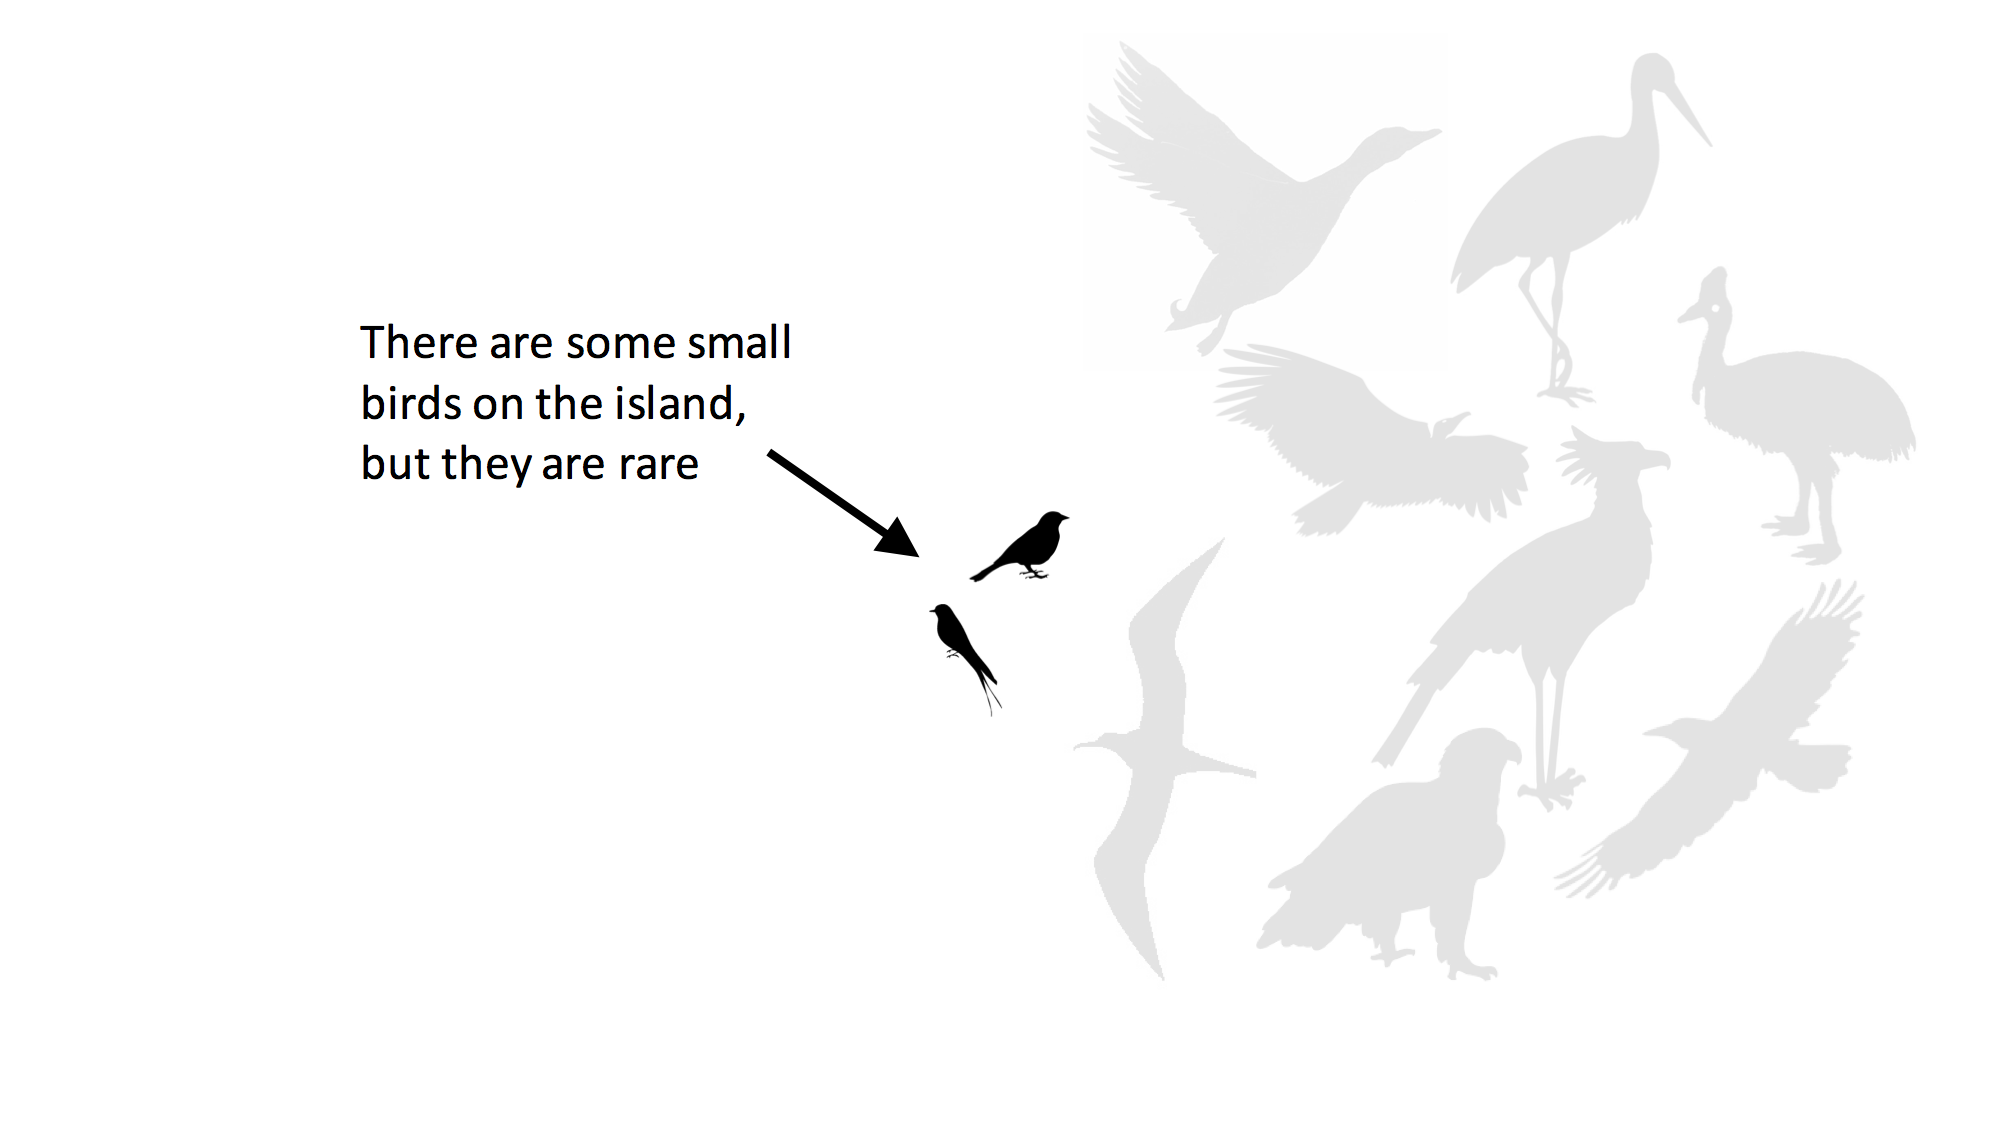 There are some small
birds on the island,
but they are rare